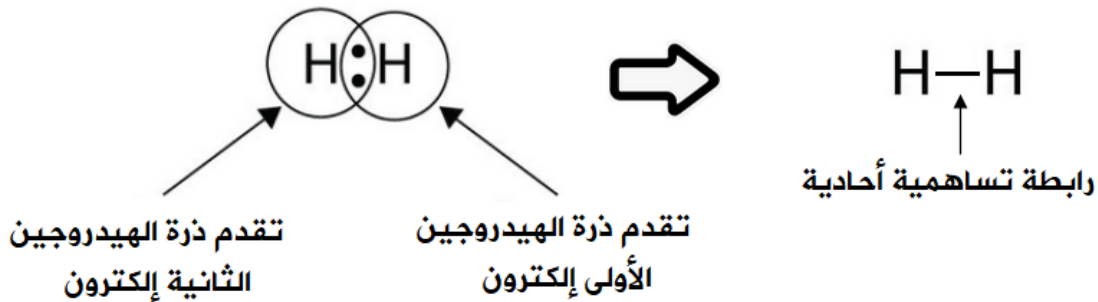 H:H
H—H
رابطة تساهمية أحادية
تقدم ذرة الهيدروجين
الأولى إلكترون
تقدم ذرة الهيدروجين
الثانية إلكترون